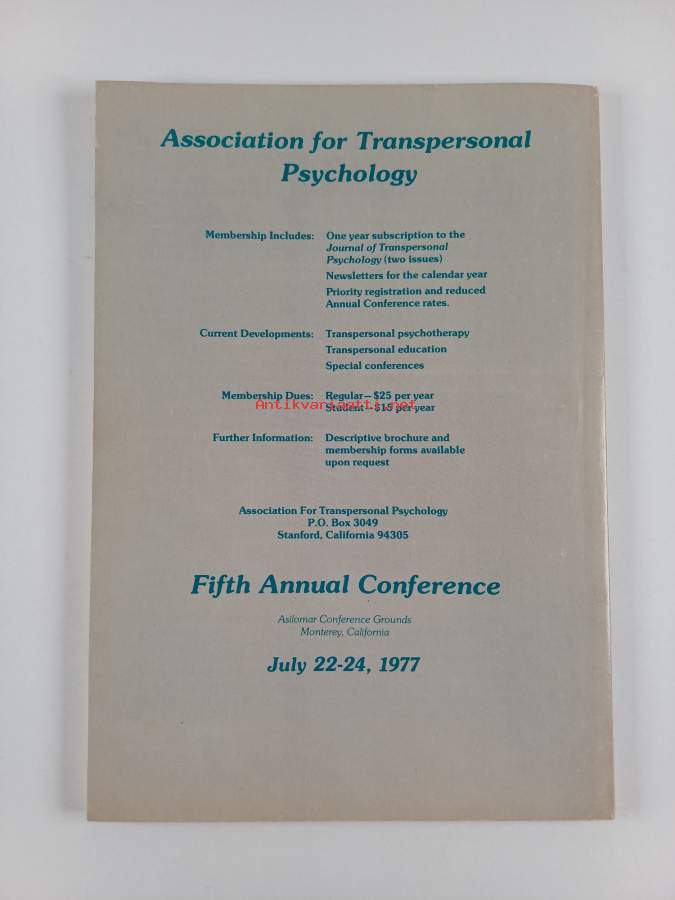 Association for Transpersonal
Psychology
Membership Includes: One year subscription to the
Journal of Transpersonal
Psychology (two issues)
Newsletters for the calendar year
Priority registration and reduced
Annual Conference rates.
Current Developments: Transpersonal psychotherapy
Transpersonal education
Special conferences
Membership Dues: Regular—$25 per year
Antikvariaatti.net
Student—$15 per year
Further Information: Descriptive brochure and
membership forms available
upon request
Association For Transpersonal Psychology
P.O. Box 3049
Stanford, California 94305
Fifth Annual Conference
Asilomar Conference Grounds
Monterey, California
July 22-24, 1977